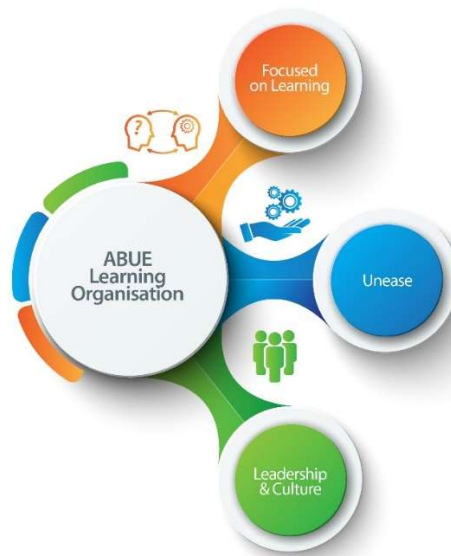 Focused
on Learning
?
ABUE
Learning
Organisation
Unease
Leadership
& Culture